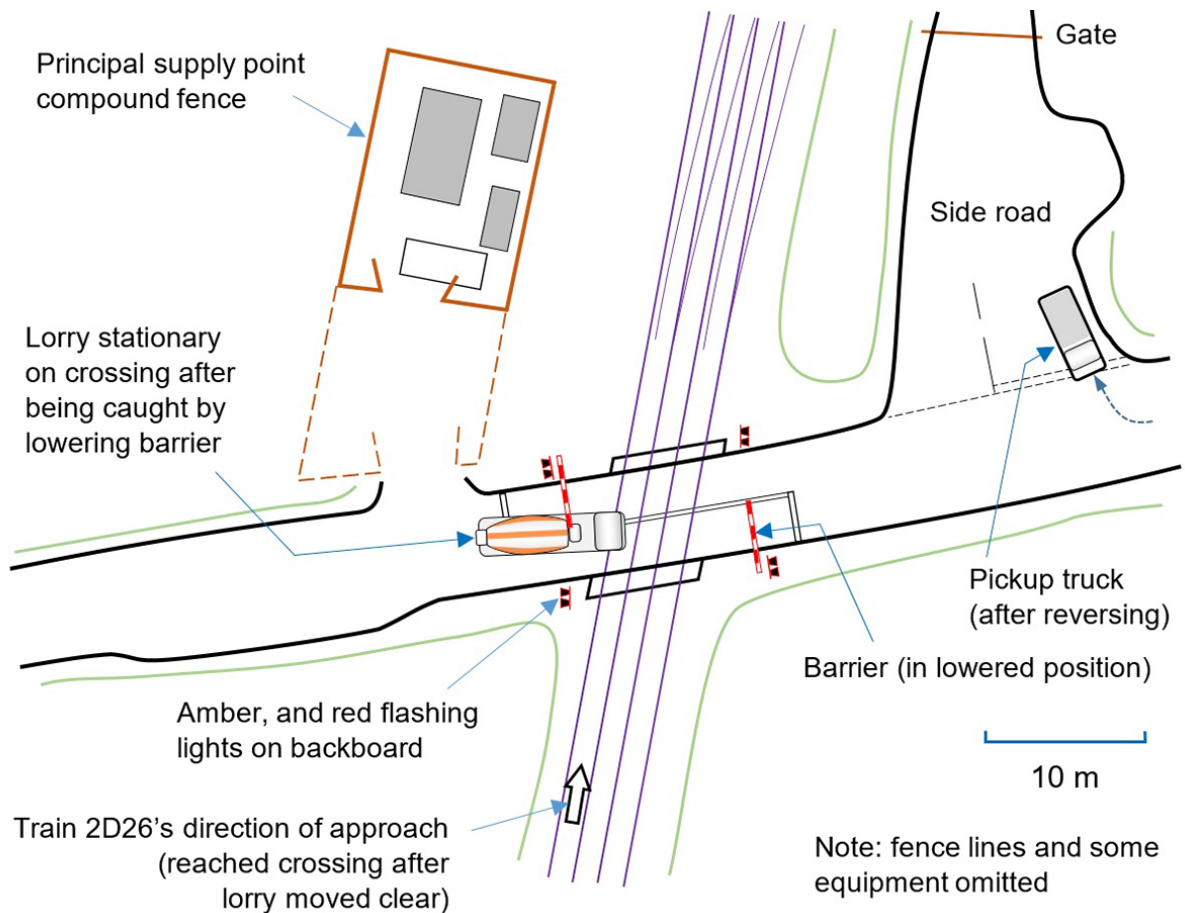 Principal supply point
compound fence
Gate
Side road
Lorry stationary
on crossing after
being caught by
lowering barrier
Pickup truck
(after reversing)
Barrier (in lowered position)
Amber, and red flashing
lights on backboard
10 m
Train 2D26’s direction of approach
(reached crossing after
lorry moved clear)
Note: fence lines and some
equipment omitted